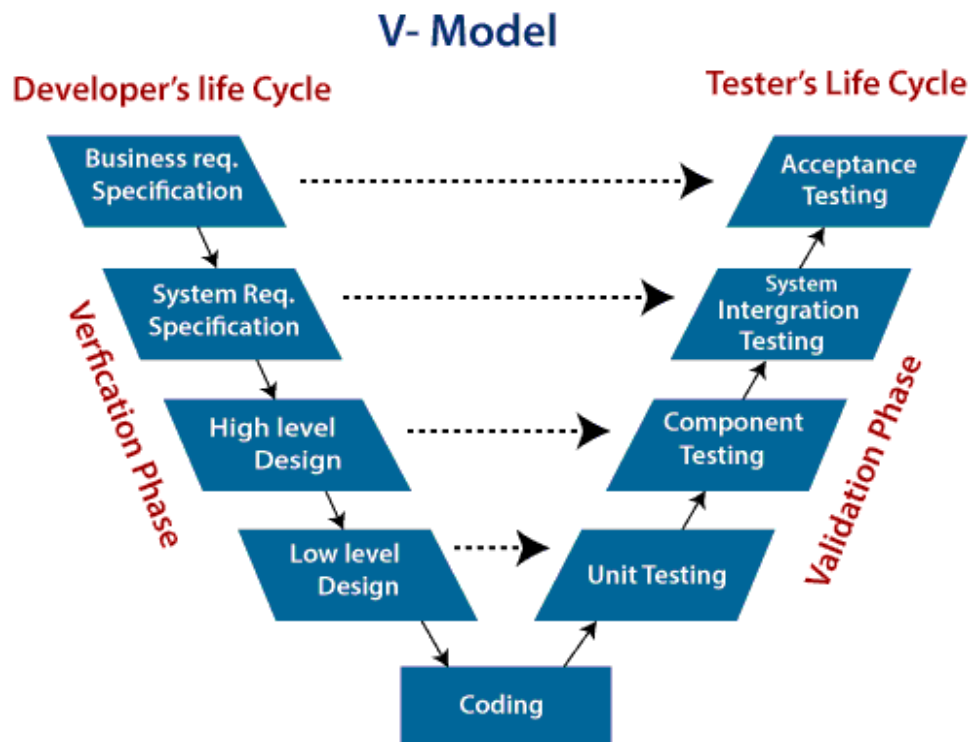 V- Model
Developer's life Cycle
Tester's Life Cycle
Business req.
Specification
Acceptance
Testing
System Req.
Specification
System
Intergration
Testing
Verfication Phase
High level
Design
Component
Testing
Validation Phase
Low level
Design
Unit Testing
Coding